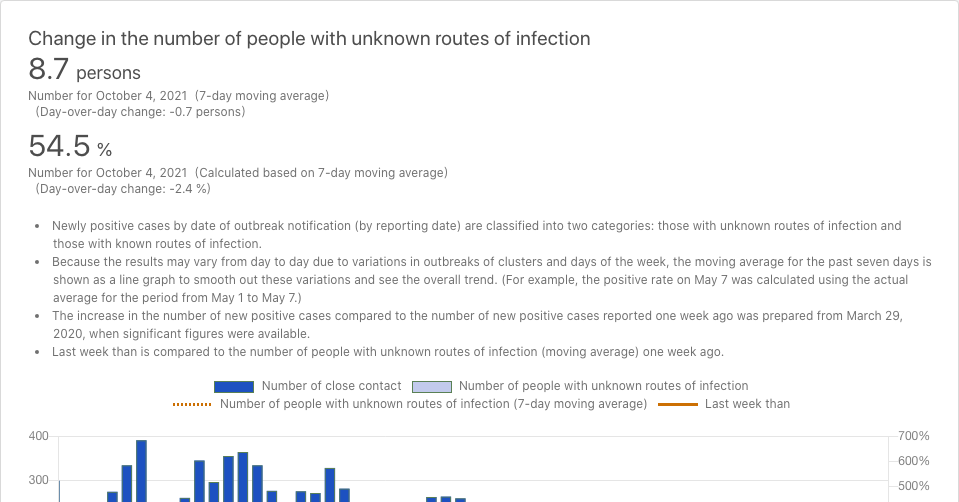 Change in the number of people with unknown routes of infection
8.7 persons
Number for October 4, 2021 (7-day moving average)
(Day-over-day change: -0.7 persons)
54.5 %
Number for October 4, 2021 (Calculated based on 7-day moving average)
(Day-over-day change: -2.4 %)
• Newly positive cases by date of outbreak notification (by reporting date) are classified into two categories: those with unknown routes of infection and
those with known routes of infection.
• Because the results may vary from day to day due to variations in outbreaks of clusters and days of the week, the moving average for the past seven days is
shown as a line graph to smooth out these variations and see the overall trend. (For example, the positive rate on May 7 was calculated using the actual
average for the period from May 1 to May 7.)
• The increase in the number of new positive cases compared to the number of new positive cases reported one week ago was prepared from March 29,
2020, when significant figures were available.
• Last week than is compared to the number of people with unknown routes of infection (moving average) one week ago.
Number of close contact Number of people with unknown routes of infection
Number of people with unknown routes of infection (7-day moving average) Last week than
400 700%
600%
300 500%